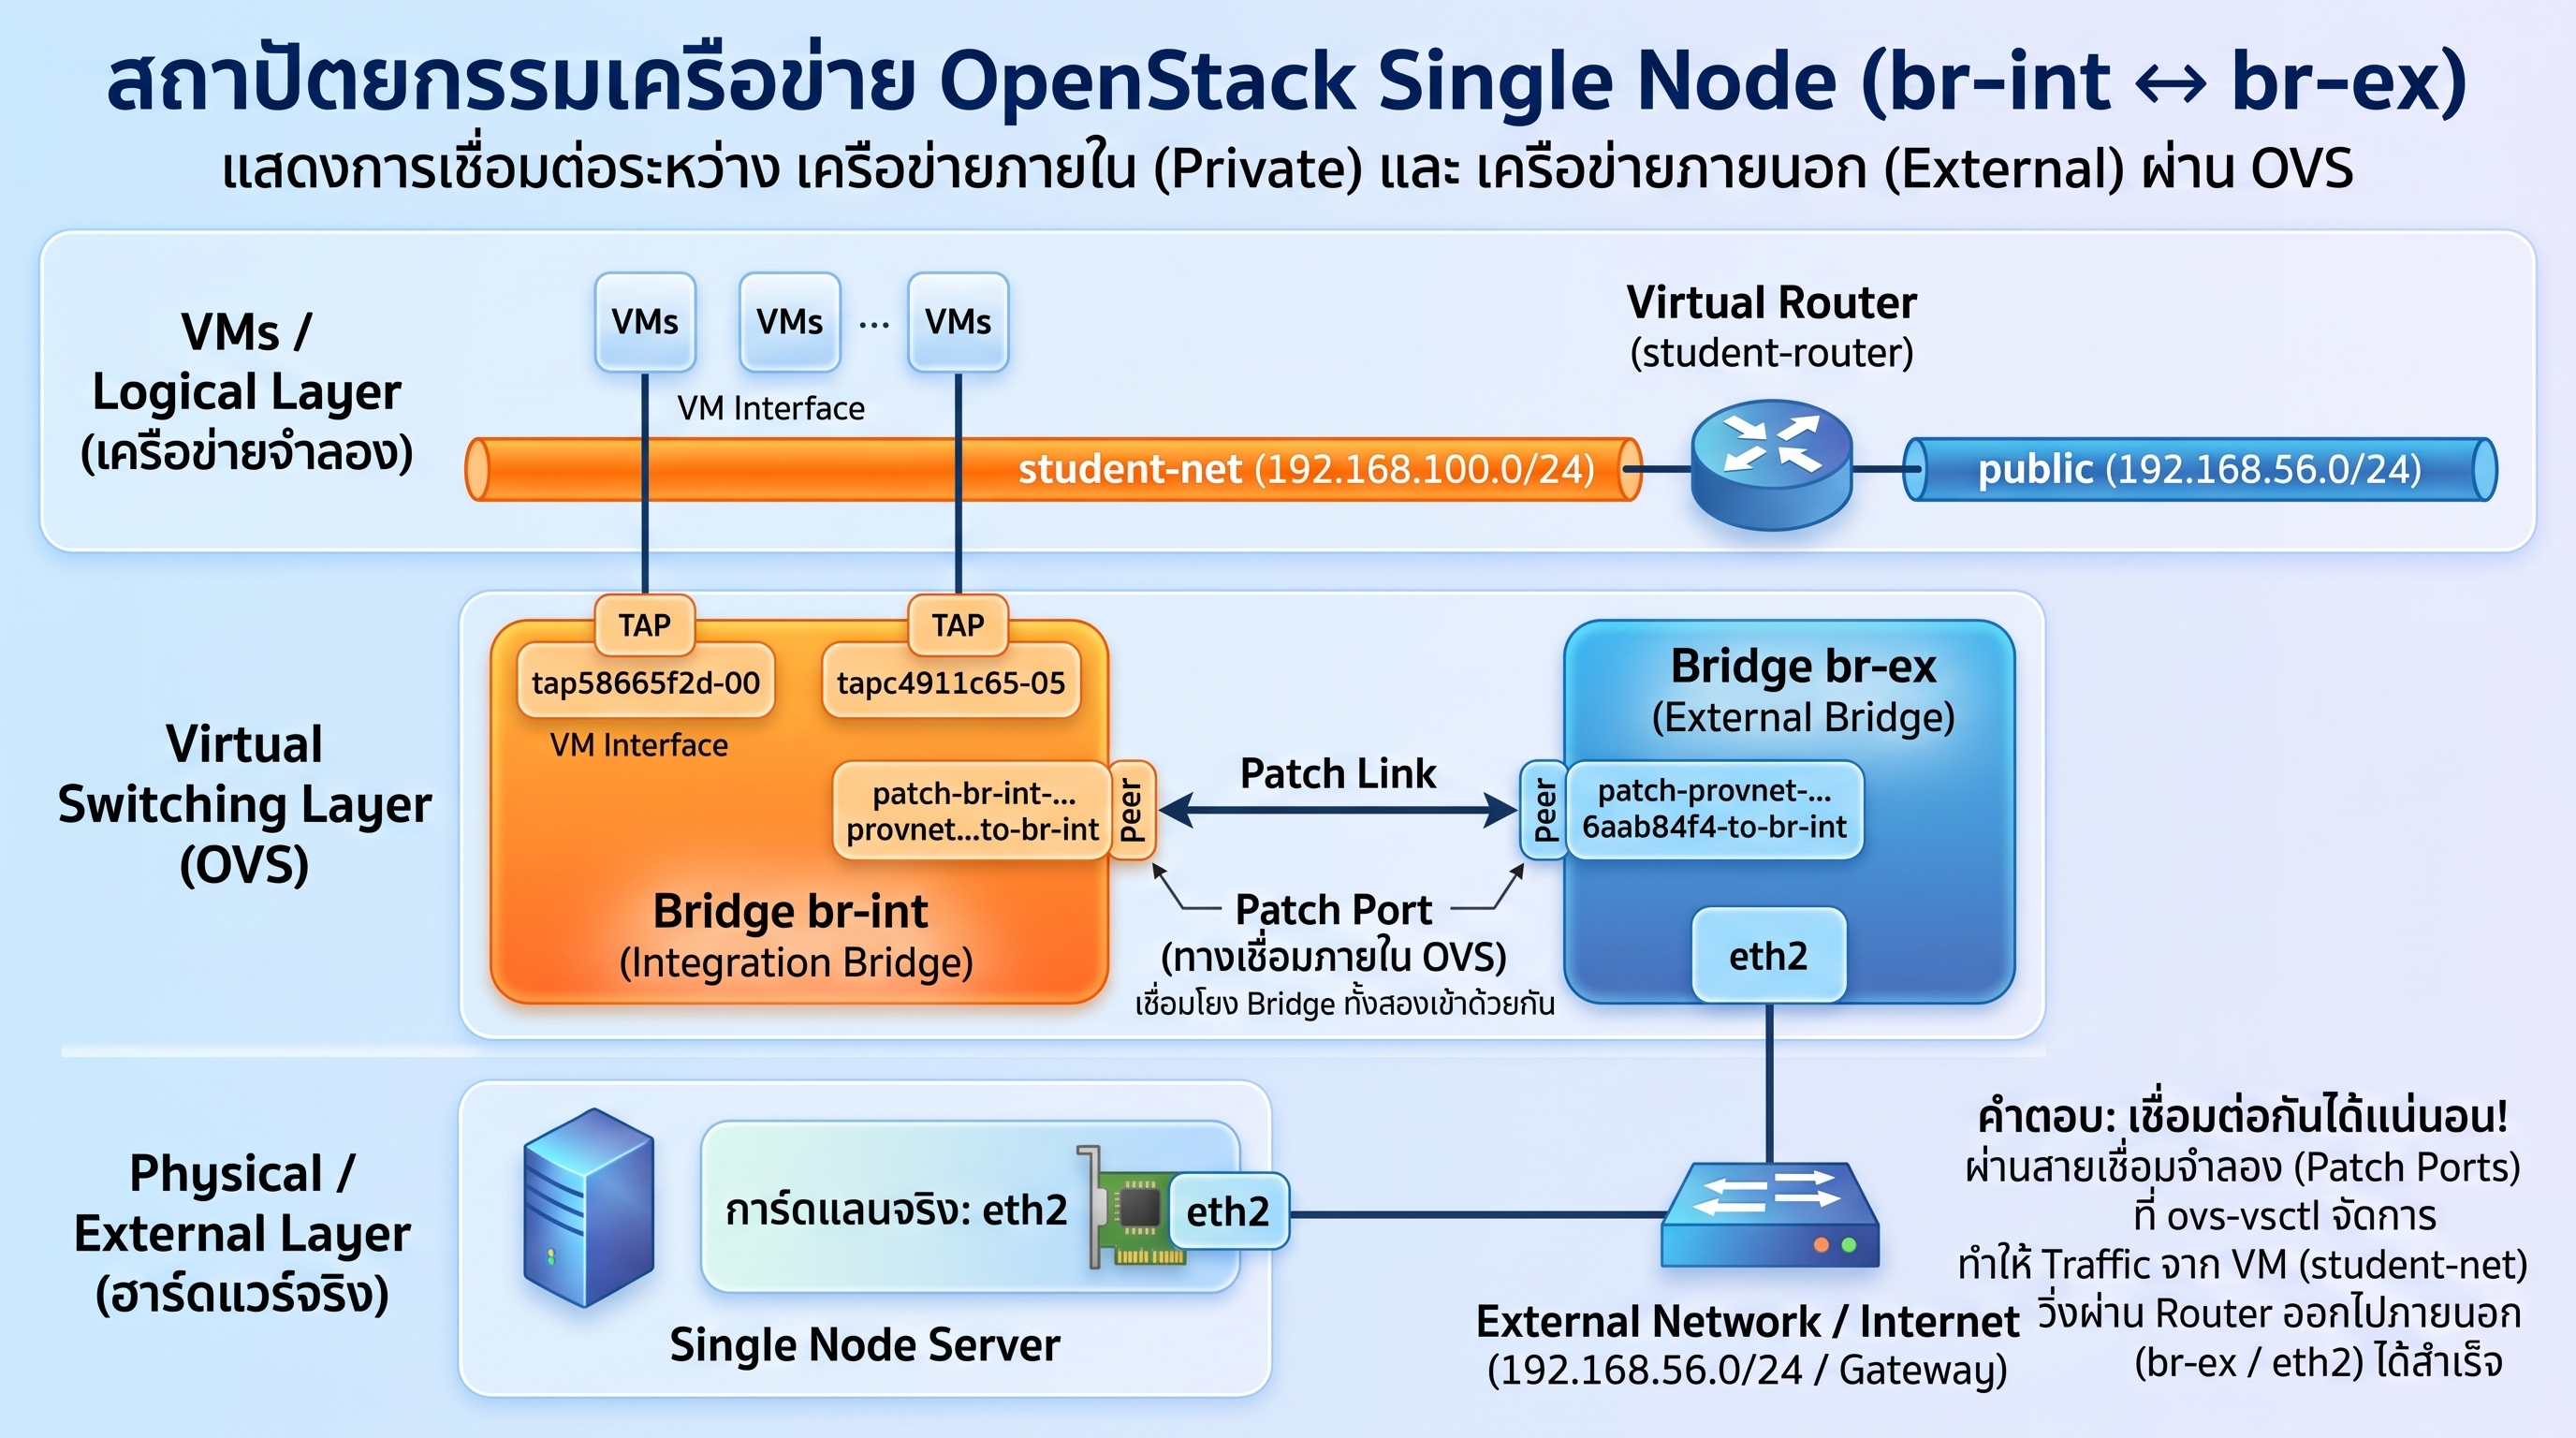 สถาปัตยกรรมเครือข่าย OpenStack Single Node (br-int ↔ br-ex)
แสดงการเชื่อมต่อระหว่าง เครือข่ายภายใน (Private) และ เครือข่ายภายนอก (External) ผ่าน OVS
VMs /
Logical Layer
(เครือข่ายจำลอง)
VMs
VMs
...
VMs
VM Interface
student-net (192.168.100.0/24)
Virtual Router
(student-router)
public (192.168.56.0/24)
Virtual
Switching Layer
(OVS)
TAP
tap58665f2d-00
VM Interface
TAP
tapc4911c65-05
patch-br-int-...
provnet...to-br-int
Peer
Bridge br-int
(Integration Bridge)
Patch Link
Patch Port
(ทางเชื่อมภายใน OVS)
เชื่อมโยง Bridge ทั้งสองเข้าด้วยกัน
Bridge br-ex
(External Bridge)
Peer
patch-provnet-...
6aab84f4-to-br-int
eth2
Physical /
External Layer
(ฮาร์ดแวร์จริง)
การ์ดแลนจริง: eth2
eth2
Single Node Server
External Network / Internet
(192.168.56.0/24 / Gateway)
คำตอบ: เชื่อมต่อกันได้แน่นอน!
ผ่านสายเชื่อมจำลอง (Patch Ports)
ที่ ovs-vsctl จัดการ
ทำให้ Traffic จาก VM (student-net)
วิ่งผ่าน Router ออกไปภายนอก
(br-ex / eth2) ได้สำเร็จ